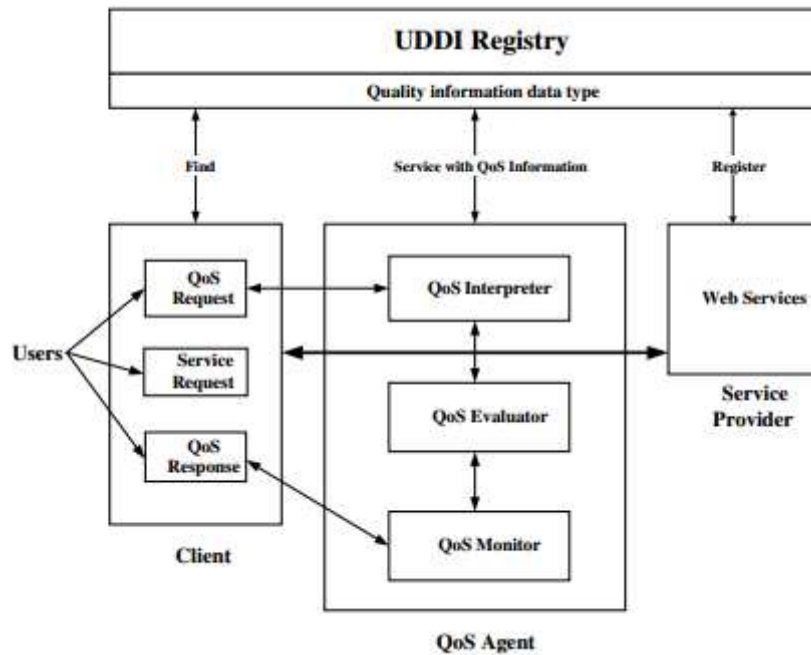 UDDI Registry
Quality information data type
Find
Service with QoS Information
Register
QoS
Request
QoS Interpreter
Web Services
Users
Service
Request
Service
Provider
QoS Evaluator
QoS
Response
QoS Monitor
Client
QoS Agent